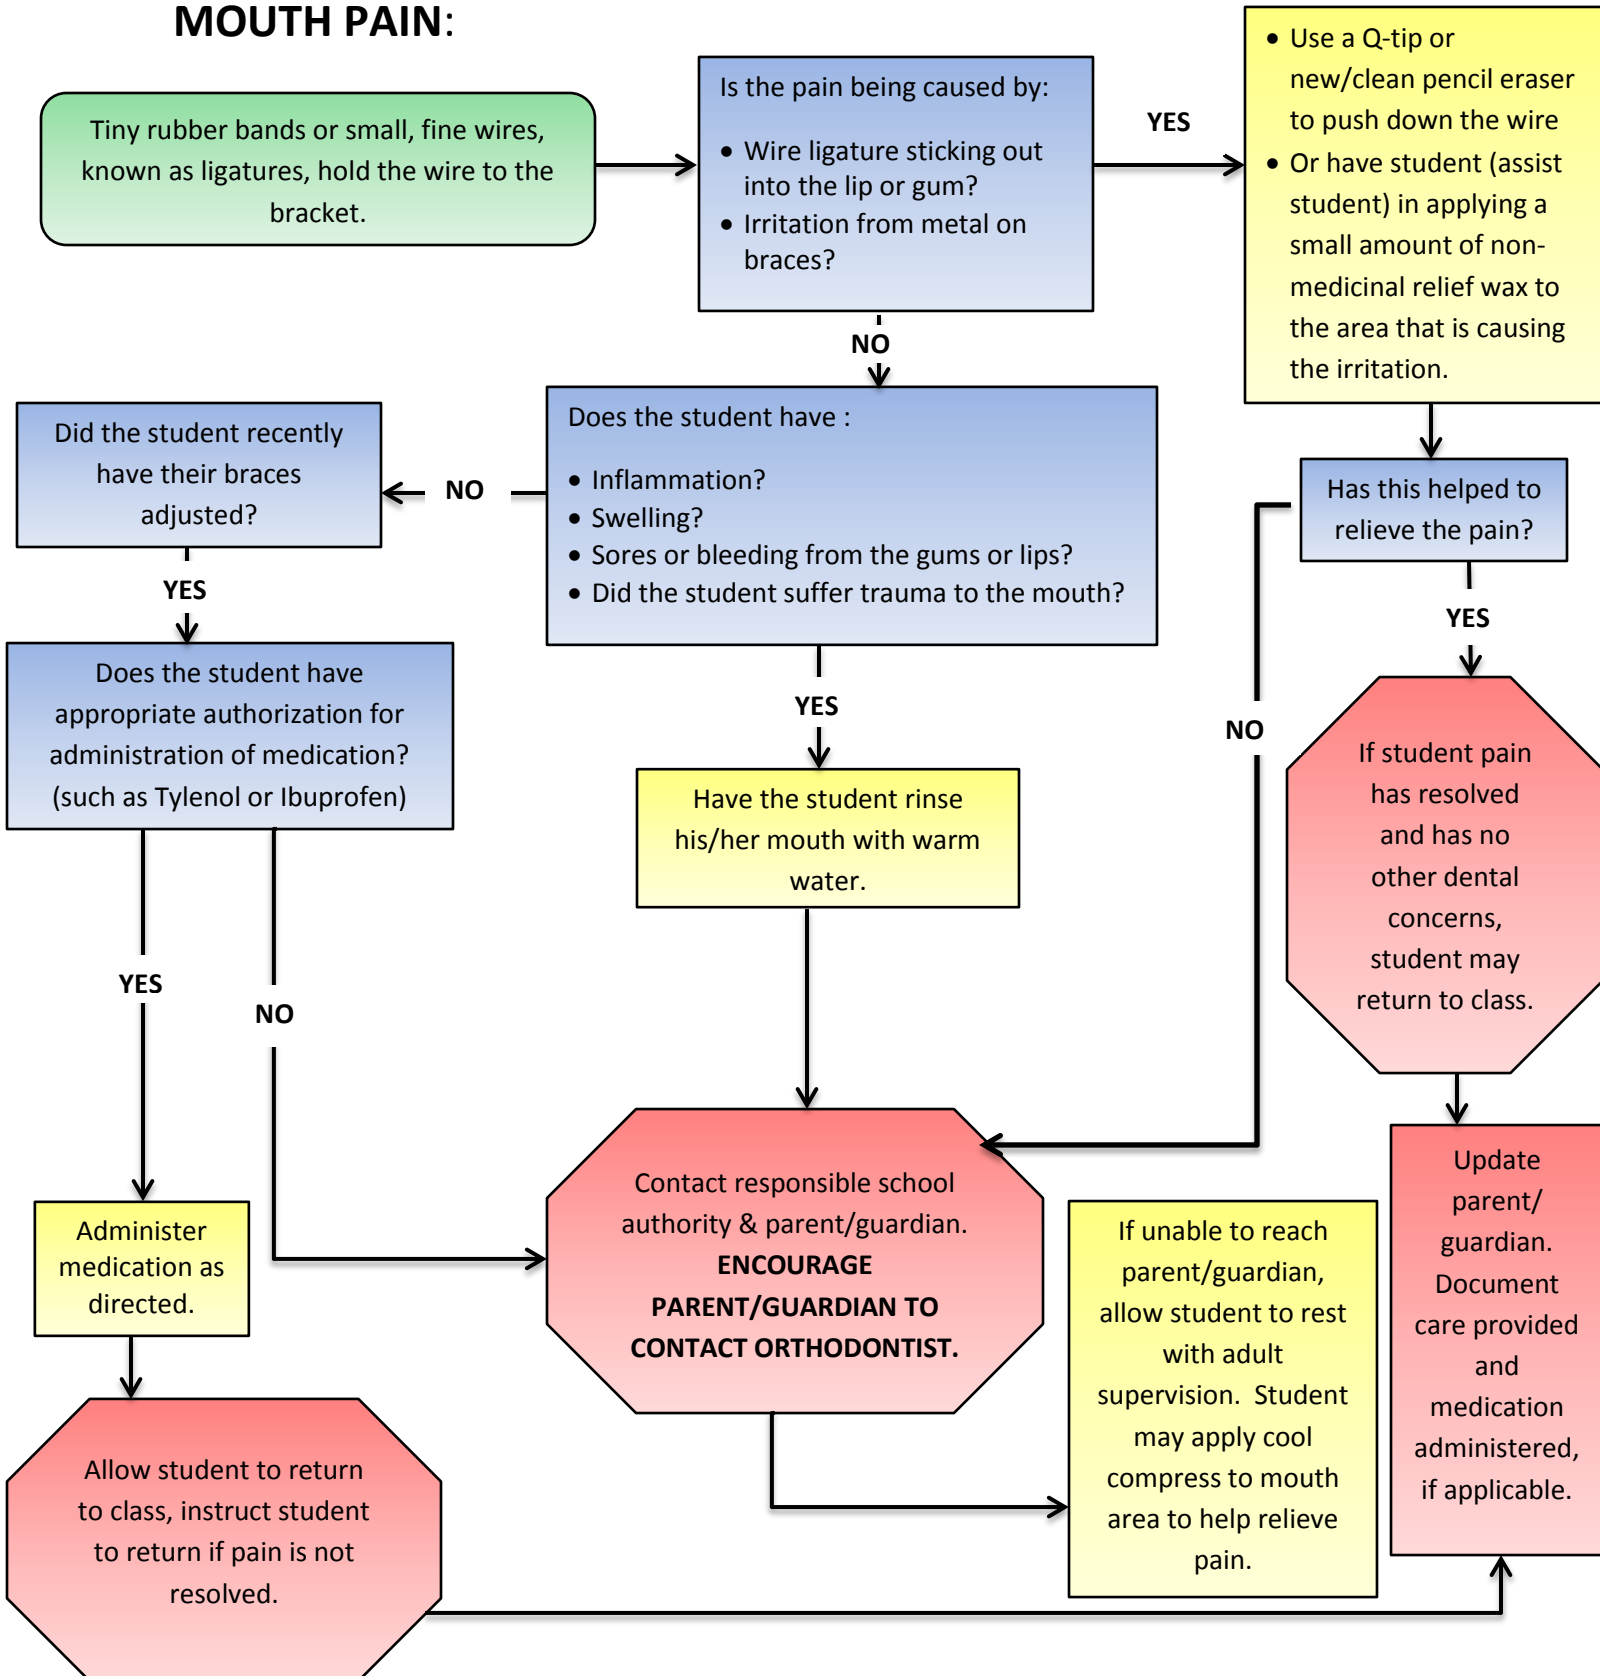 MOUTH PAIN:
Tiny rubber bands or small, fine wires,
known as ligatures, hold the wire to the
bracket.
Is the pain being caused by:
• Wire ligature sticking out
into the lip or gum?
• Irritation from metal on
braces?
YES
• Use a Q-tip or
new/clean pencil eraser
to push down the wire
• Or have student (assist
student) in applying a
small amount of non-
medicinal relief wax to
the area that is causing
the irritation.
NO
Did the student recently
have their braces
adjusted?
NO
Does the student have :
• Inflammation?
• Swelling?
• Sores or bleeding from the gums or lips?
• Did the student suffer trauma to the mouth?
Has this helped to
relieve the pain?
YES
YES
Does the student have
appropriate authorization for
administration of medication?
(such as Tylenol or Ibuprofen)
YES
NO
If student pain
has resolved
and has no
other dental
concerns,
student may
return to class.
Have the student rinse
his/her mouth with warm
water.
YES
NO
Contact responsible school
authority & parent/guardian.
ENCOURAGE
PARENT/GUARDIAN TO
CONTACT ORTHODONTIST.
Update
parent/
guardian.
Document
care provided
and
medication
administered,
if applicable.
Administer
medication as
directed.
If unable to reach
parent/guardian,
allow student to rest
with adult
supervision.  Student
may apply cool
compress to mouth
area to help relieve
pain.
Allow student to return
to class, instruct student
to return if pain is not
resolved.